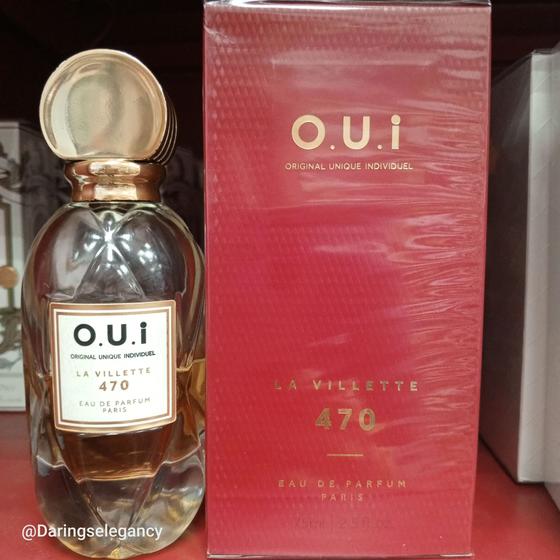 O.U.i
ORIGINAL UNIQUE INDIVIDUEL
LA VILLETTE
470
EAU DE PARFUM
PARIS
O.U.i
ORIGINAL UNIQUE INDIVIDUEL
LA VILLETTE
470
EAU DE PARFUM
PARIS
@Daringselegancy